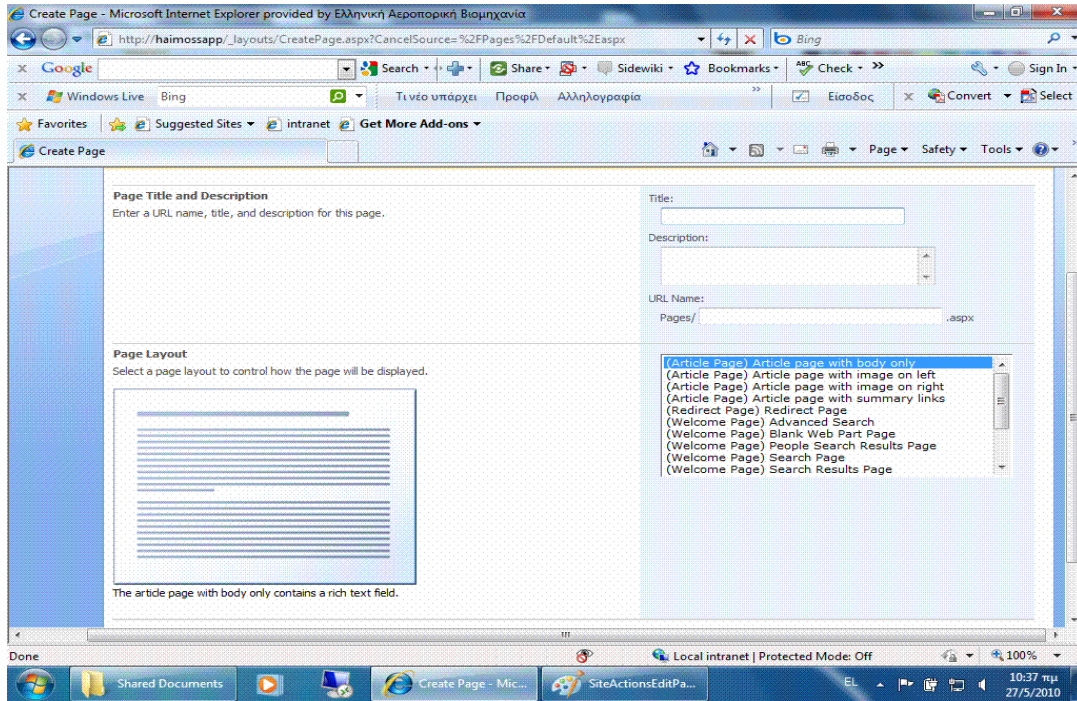 Create Page - Microsoft Internet Explorer provided by Ελληνική Αεροπορική Βιομηχανία
http://haimossapp/_layouts/CreatePage.aspx?CancelSource=%2FPages%2FDefault%2Easpx
Bing
x Google Search Share Sidewiki Bookmarks ABC Check >> Sign In
x Windows Live Bing Τι νέο υπάρχει Προφίλ Αλληλογραφία >> Είσοδος x Convert Select
Favorites Suggested Sites intranet Get More Add-ons
Create Page Page Safety Tools
Page Title and Description
Enter a URL name, title, and description for this page.
Title:
Description:
URL Name:
Pages/ .aspx
Page Layout
Select a page layout to control how the page will be displayed.
(Article Page) Article page with body only
(Article Page) Article page with image on left
(Article Page) Article page with image on right
(Article Page) Article page with summary links
(Redirect Page) Redirect Page
(Welcome Page) Advanced Search
(Welcome Page) Blank Web Part Page
(Welcome Page) People Search Results Page
(Welcome Page) Search Page
(Welcome Page) Search Results Page
The article page with body only contains a rich text field.
Done Local intranet | Protected Mode: Off 100%
Shared Documents Create Page - Mic... SiteActionsEditPa... EL 10:37 πμ
27/5/2010